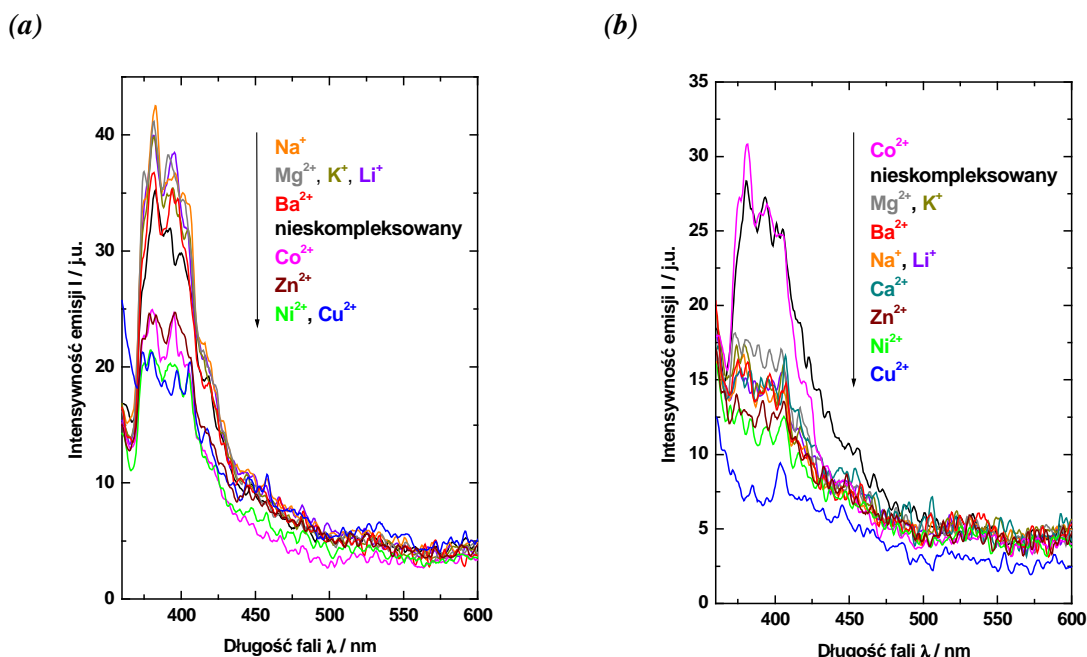 (a)
Intensywność emisji I / j.u.
40
30
20
10
0
Na⁺
Mg²⁺, K⁺, Li⁺
Ba²⁺
nieskompleksowany
Co²⁺
Zn²⁺
Ni²⁺, Cu²⁺
400 450 500 550 600
Długość fali λ / nm
(b)
Intensywność emisji I / j.u.
35
30
25
20
15
10
5
0
Co²⁺
nieskompleksowany
Mg²⁺, K⁺
Ba²⁺
Na⁺, Li⁺
Ca²⁺
Zn²⁺
Ni²⁺
Cu²⁺
400 450 500 550 600
Długość fali λ / nm